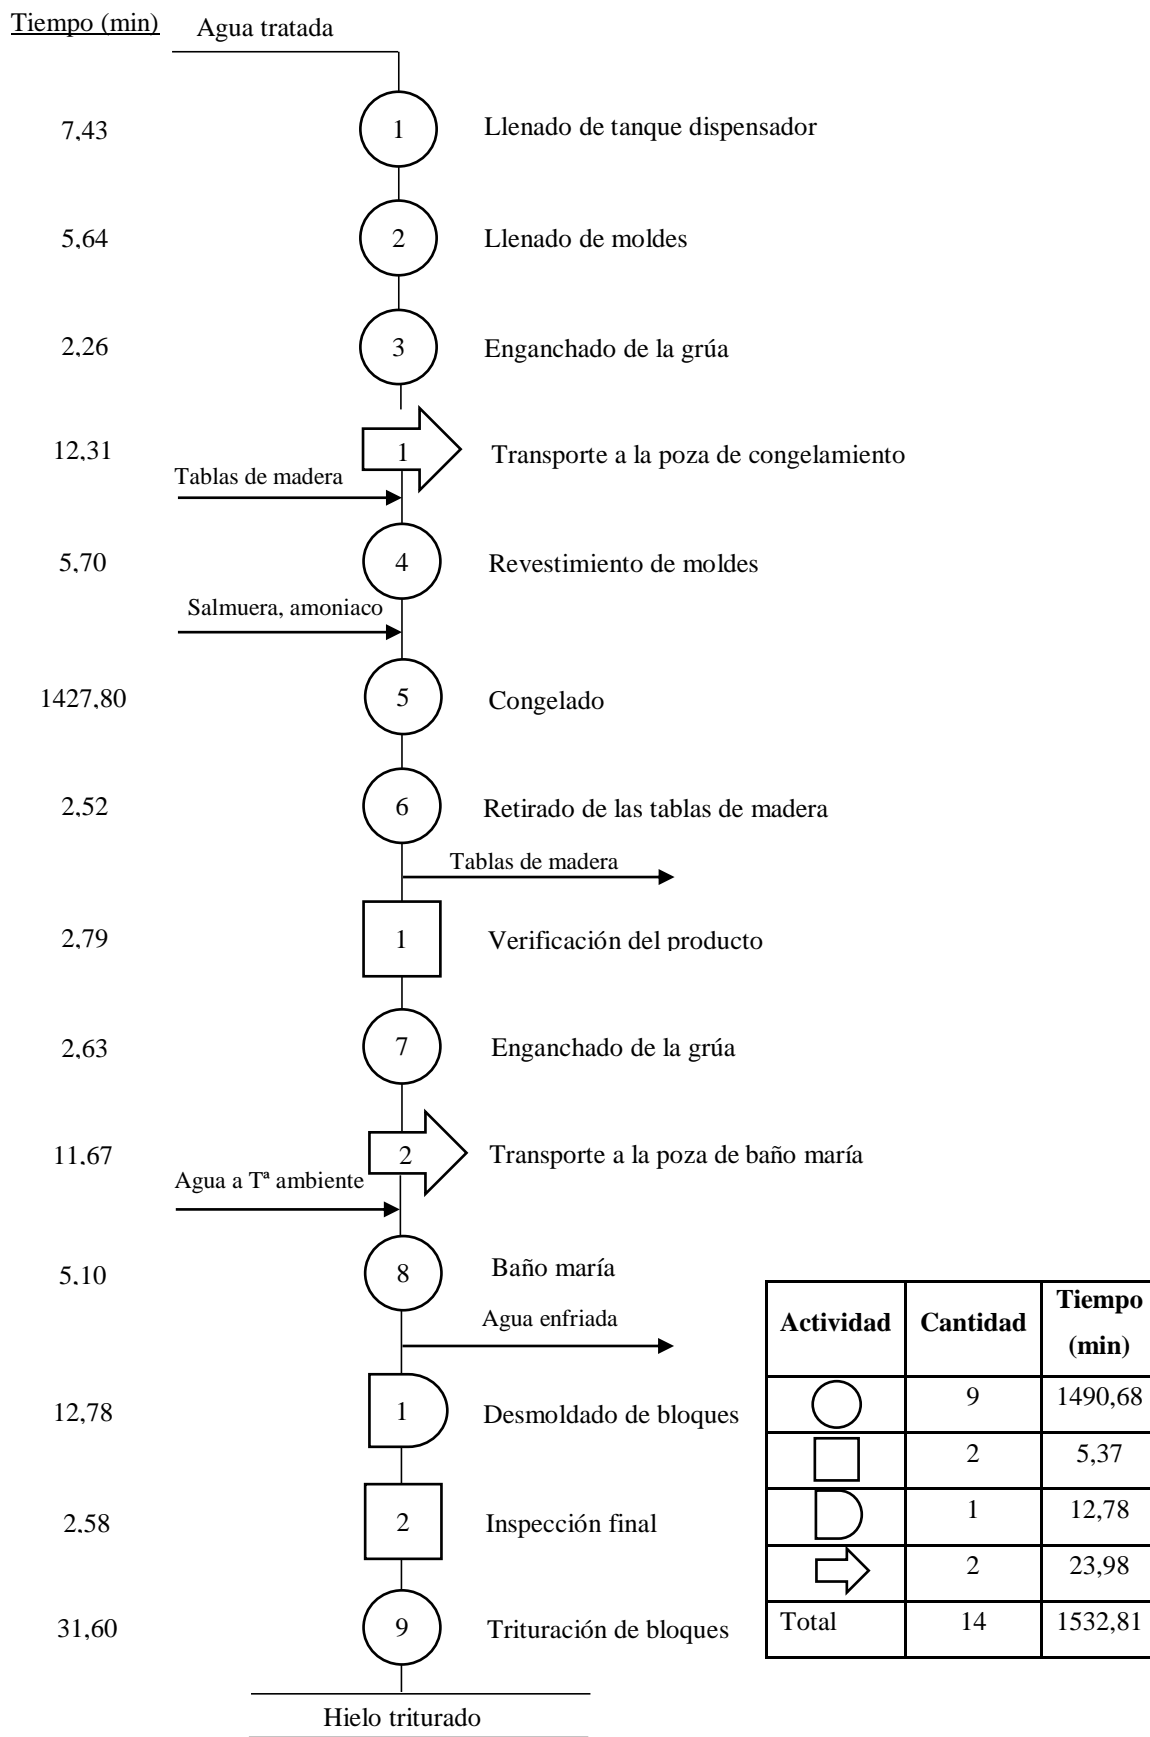 Tiempo (min)
Agua tratada
7,43
1
Llenado de tanque dispensador
5,64
2
Llenado de moldes
2,26
3
Enganchado de la grúa
12,31
1
Transporte a la poza de congelamiento
Tablas de madera
5,70
4
Revestimiento de moldes
Salmuera, amoniaco
1427,80
5
Congelado
2,52
6
Retirado de las tablas de madera
Tablas de madera
2,79
1
Verificación del producto
2,63
7
Enganchado de la grúa
11,67
2
Transporte a la poza de baño maría
Agua a Tª ambiente
5,10
8
Baño maría
Agua enfriada
12,78
1
Desmoldado de bloques
2,58
2
Inspección final
31,60
9
Trituración de bloques
Hielo triturado
Actividad Cantidad Tiempo (min)
9 1490,68
2 5,37
1 12,78
2 23,98
Total 14 1532,81